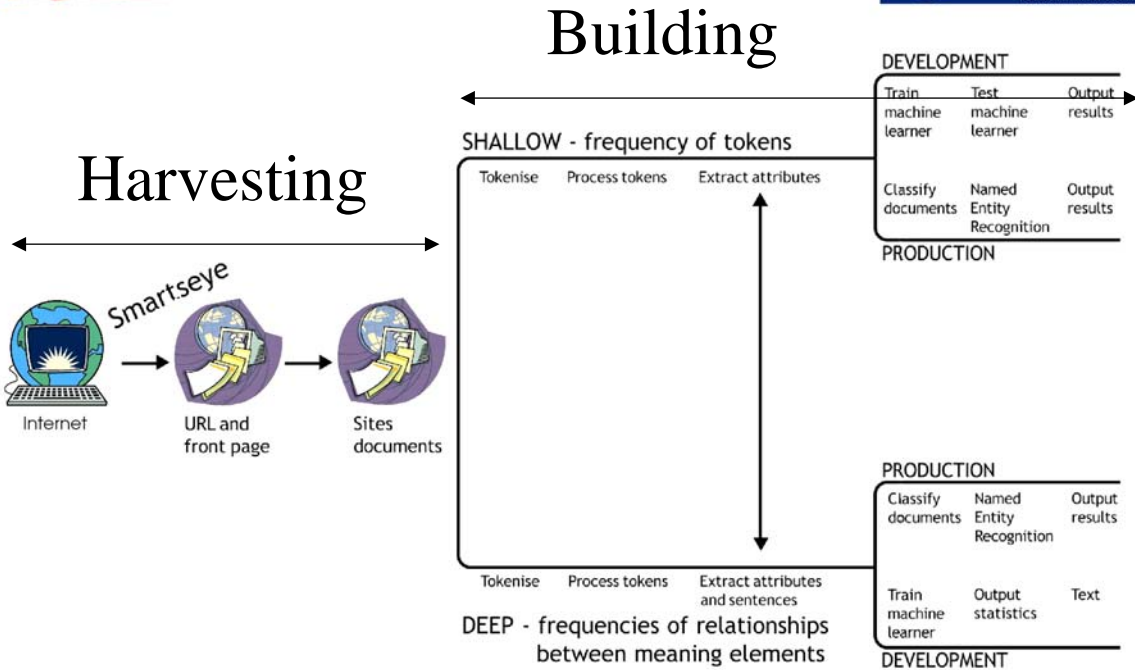 Building
Harvesting
Smartseye
Internet
URL and
front page
Sites
documents
SHALLOW - frequency of tokens
Tokenise
Process tokens
Extract attributes
DEVELOPMENT
Train
machine
learner
Test
machine
learner
Output
results
Classify
documents
Named
Entity
Recognition
Output
results
PRODUCTION
PRODUCTION
Classify
documents
Named
Entity
Recognition
Output
results
Tokenise
Process tokens
Extract attributes
and sentences
DEEP - frequencies of relationships
between meaning elements
Train
machine
learner
Output
statistics
Text
DEVELOPMENT